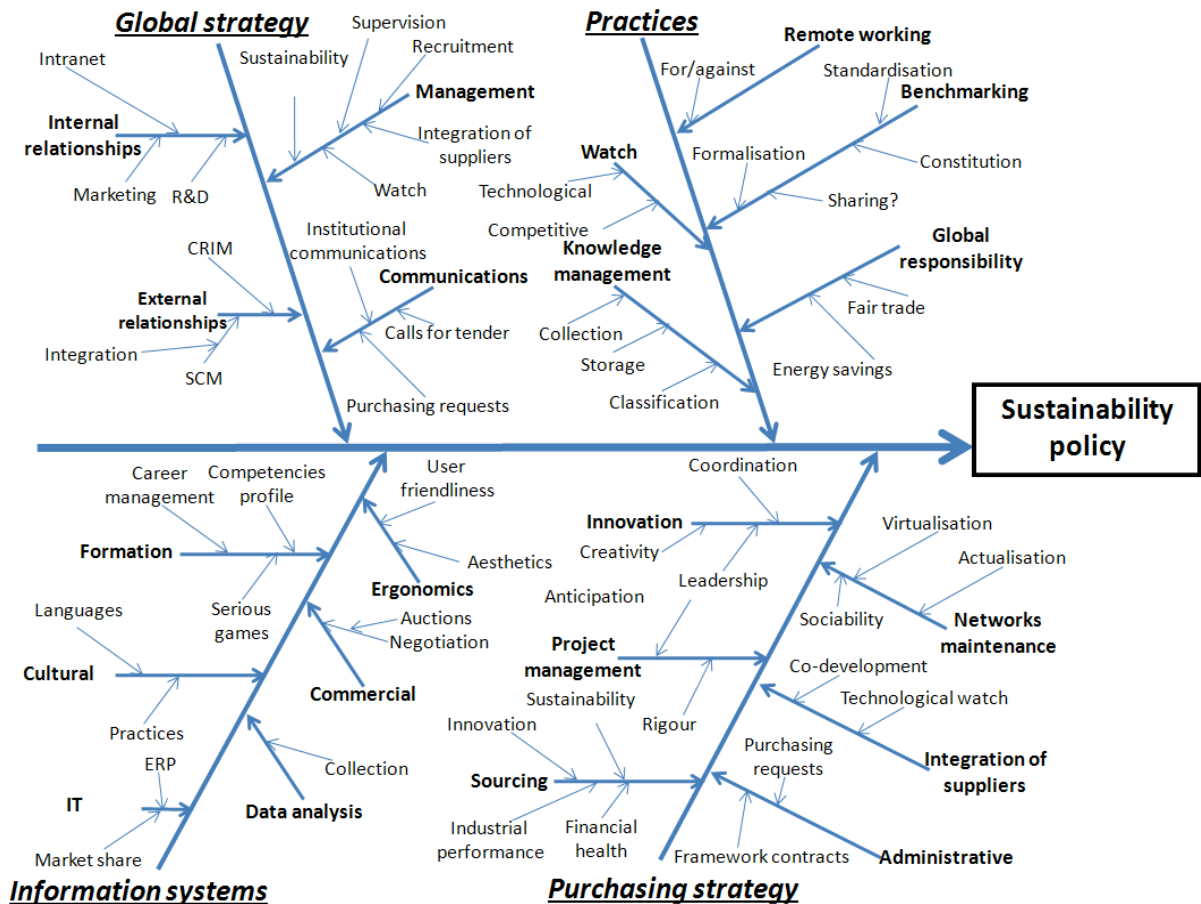 Global strategy
Intranet
Sustainability
Supervision
Recruitment
Management
Internal
relationships
Integration of
suppliers
Marketing
R&D
Watch
CRIM
Institutional
communications
Communications
External
relationships
Calls for tender
Integration
SCM
Purchasing requests
Practices
Remote working
For/against
Standardisation
Benchmarking
Watch
Formalisation
Technological
Constitution
Sharing?
Competitive
Knowledge
management
Global
responsibility
Collection
Fair trade
Storage
Energy savings
Classification
Sustainability
policy
Career
management
Competencies
profile
User
friendliness
Formation
Aesthetics
Ergonomics
Languages
Serious
games
Auctions
Negotiation
Cultural
Commercial
Practices
ERP
Collection
IT
Data analysis
Market share
Information systems
Coordination
Innovation
Creativity
Virtualisation
Actualisation
Leadership
Anticipation
Sociability
Networks
maintenance
Project
management
Co-development
Sustainability
Technological watch
Innovation
Rigour
Purchasing
requests
Integration of
suppliers
Sourcing
Industrial
performance
Financial
health
Framework contracts
Administrative
Purchasing strategy